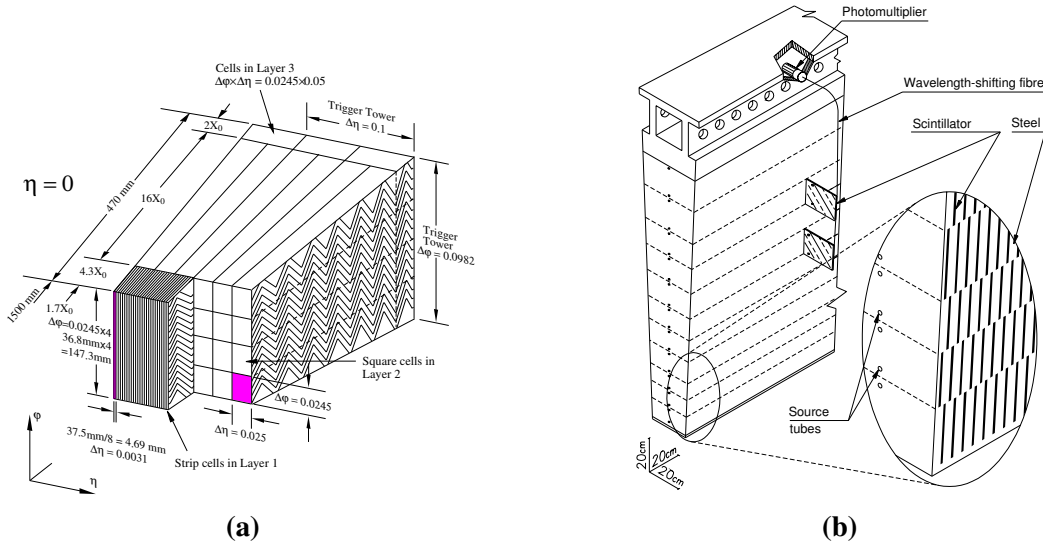 Cells in Layer 3
Δφ×Δη = 0.0245×0.05
Trigger Tower
Δη = 0.1
2X0
η = 0
470 mm
16X0
Trigger
Tower
Δφ = 0.0982
4.3X0
1500 mm
1.7X0
Δφ=0.0245x4
36.8mmx4
=147.3mm
Square cells in
Layer 2
Δφ = 0.0245
Δη = 0.025
φ
37.5mm/8 = 4.69 mm
Δη = 0.0031
Strip cells in Layer 1
η
(a)
Photomultiplier
Wavelength-shifting fibre
Scintillator
Steel
Source
tubes
20cm
20cm
20cm
(b)